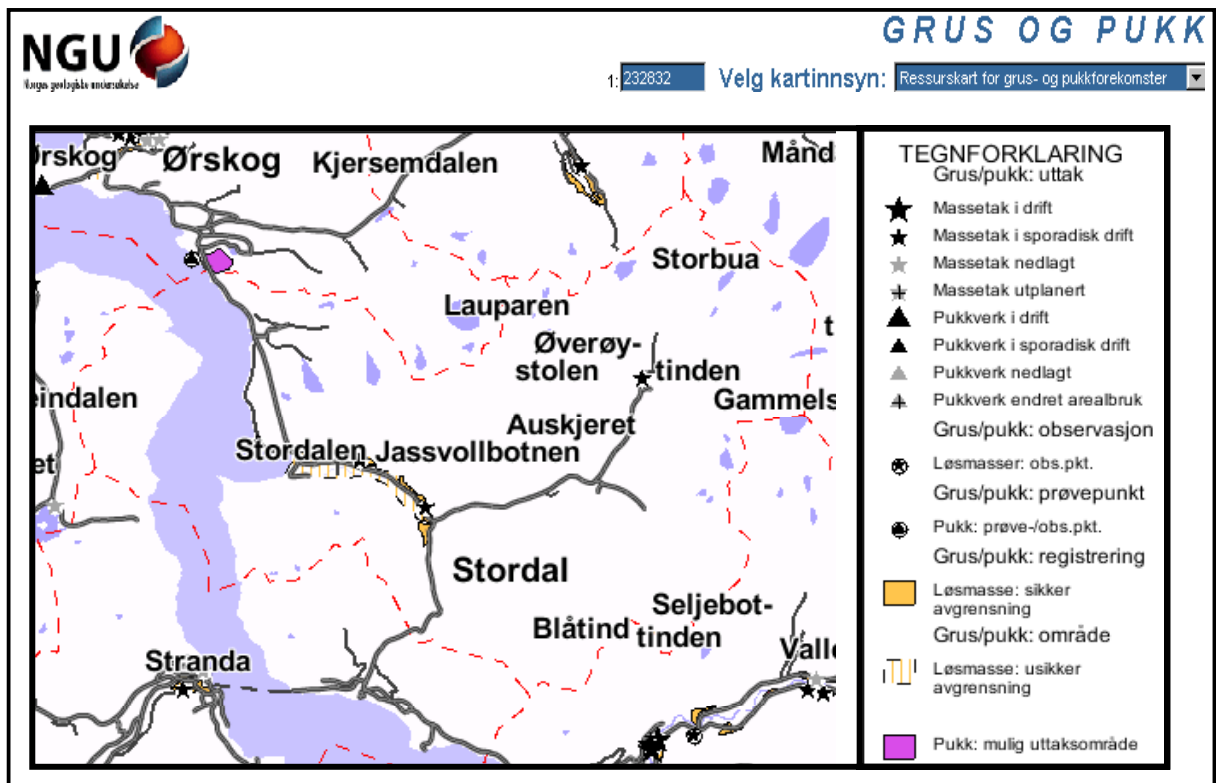 GRUS OG PUKK
NGU
Norges geologiske undersøkelse
1: 232832 Velg kartinnsyn: Ressurskart for grus- og pukkforekomster
Ørskog
Ørskog
Kjersemdalen
Månd
Storbua
Lauparen
t
Øverøy-
stolen
tinden
eindalen
Gammels
Auskjeret
Stordalen
Jassvollbotnen
et
Stordal
Seljebot-
tinden
Blåtind
Valld
Stranda
TEGNFORKLARING
Grus/pukk: uttak
Massetak i drift
Massetak i sporadisk drift
Massetak nedlagt
Massetak utplanert
Pukkverk i drift
Pukkverk i sporadisk drift
Pukkverk nedlagt
Pukkverk endret arealbruk
Grus/pukk: observasjon
Løsmasser: obs.pkt.
Grus/pukk: prøvepunkt
Pukk: prøve-/obs.pkt.
Grus/pukk: registrering
Løsmasse: sikker
avgrensning
Grus/pukk: område
Løsmasse: usikker
avgrensning
Pukk: mulig uttaksområde